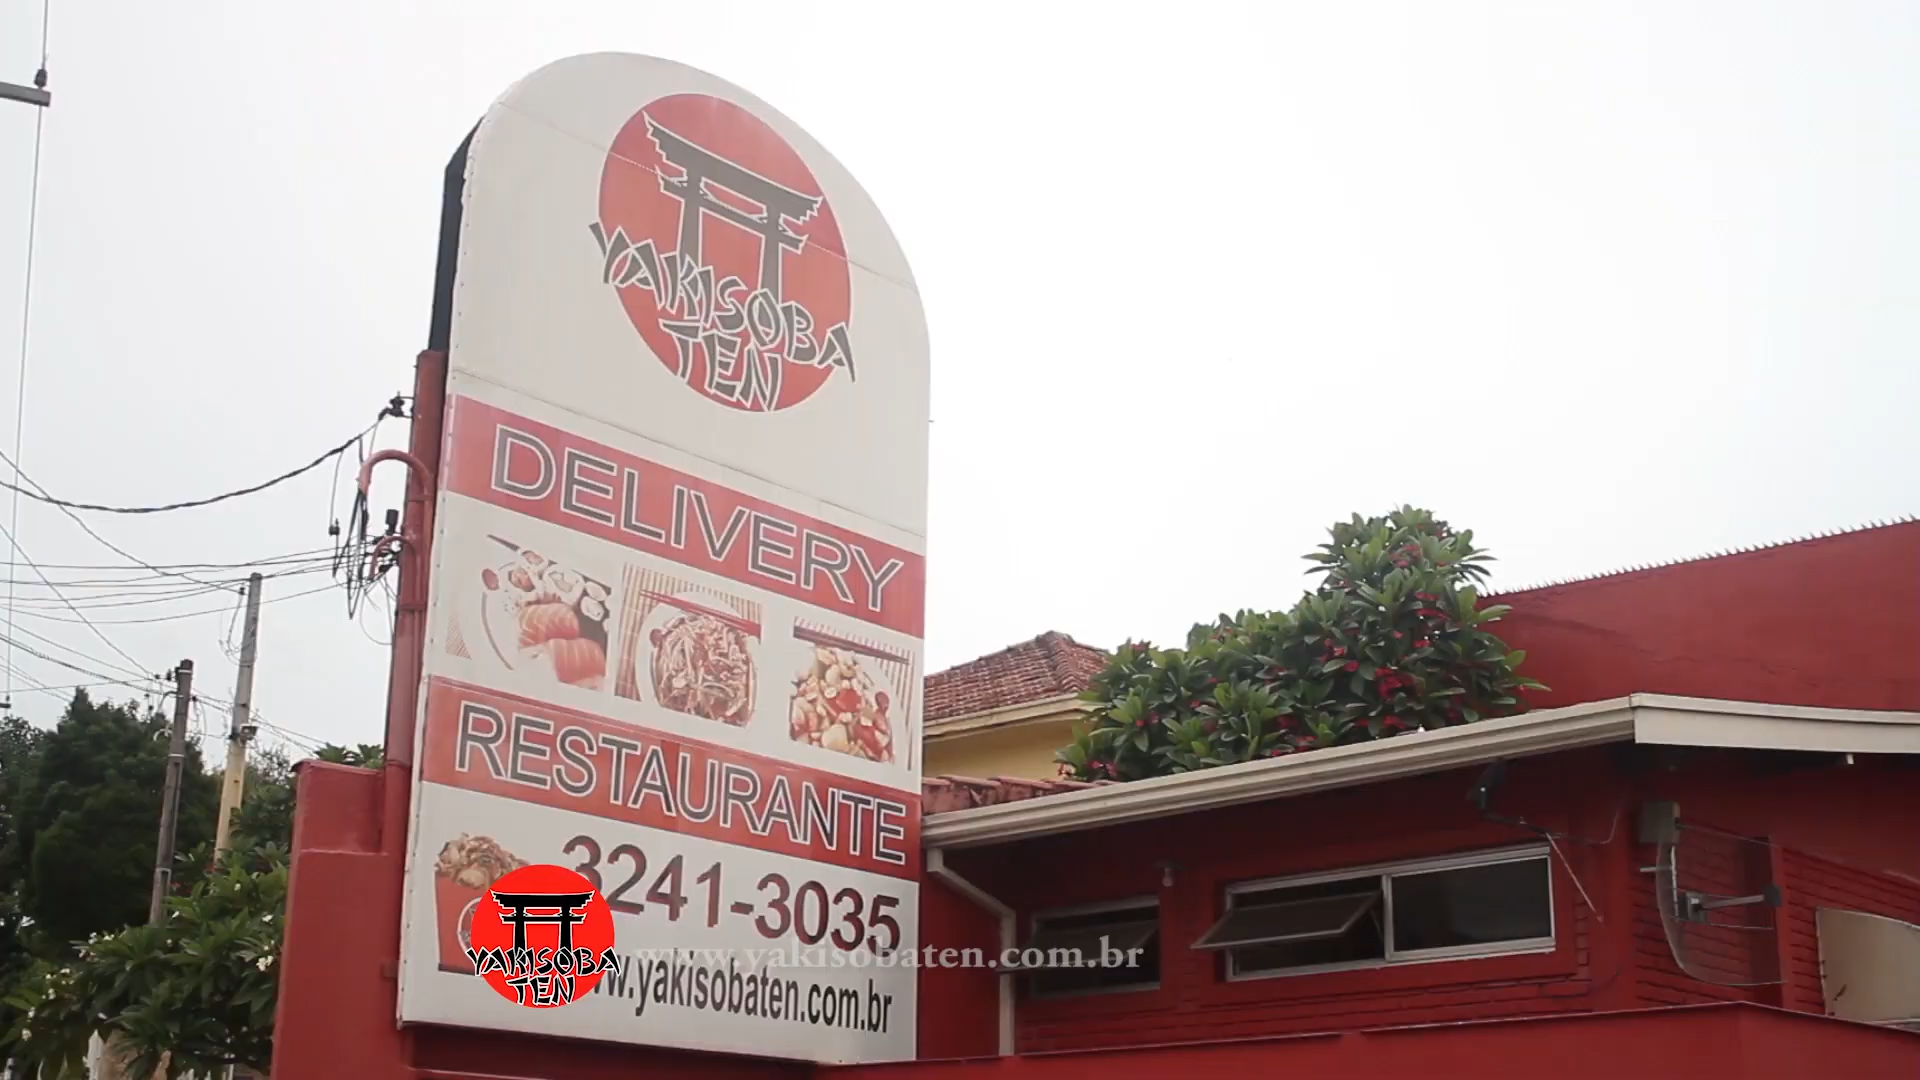 YAKISOBA
TEN
DELIVERY
RESTAURANTE
3241-3035
www.yakisobaten.com.br
YAKISOBA
TEN
www.yakisobaten.com.br